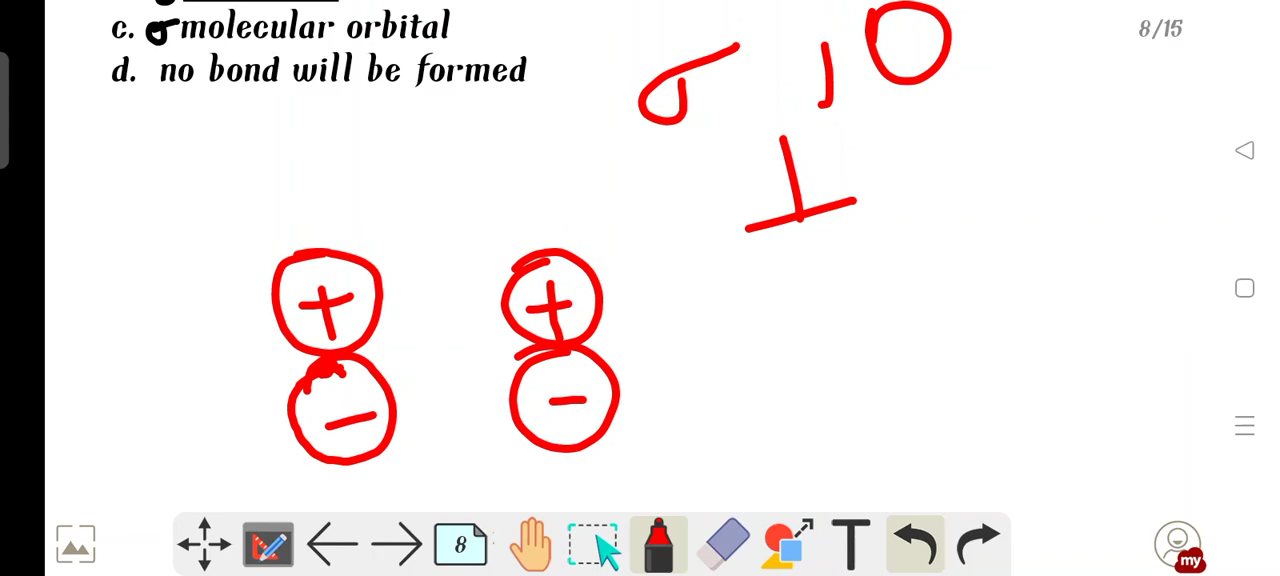 c. σ molecular orbital
d. no bond will be formed
8/15
σ
+ +
- -
8
T
my